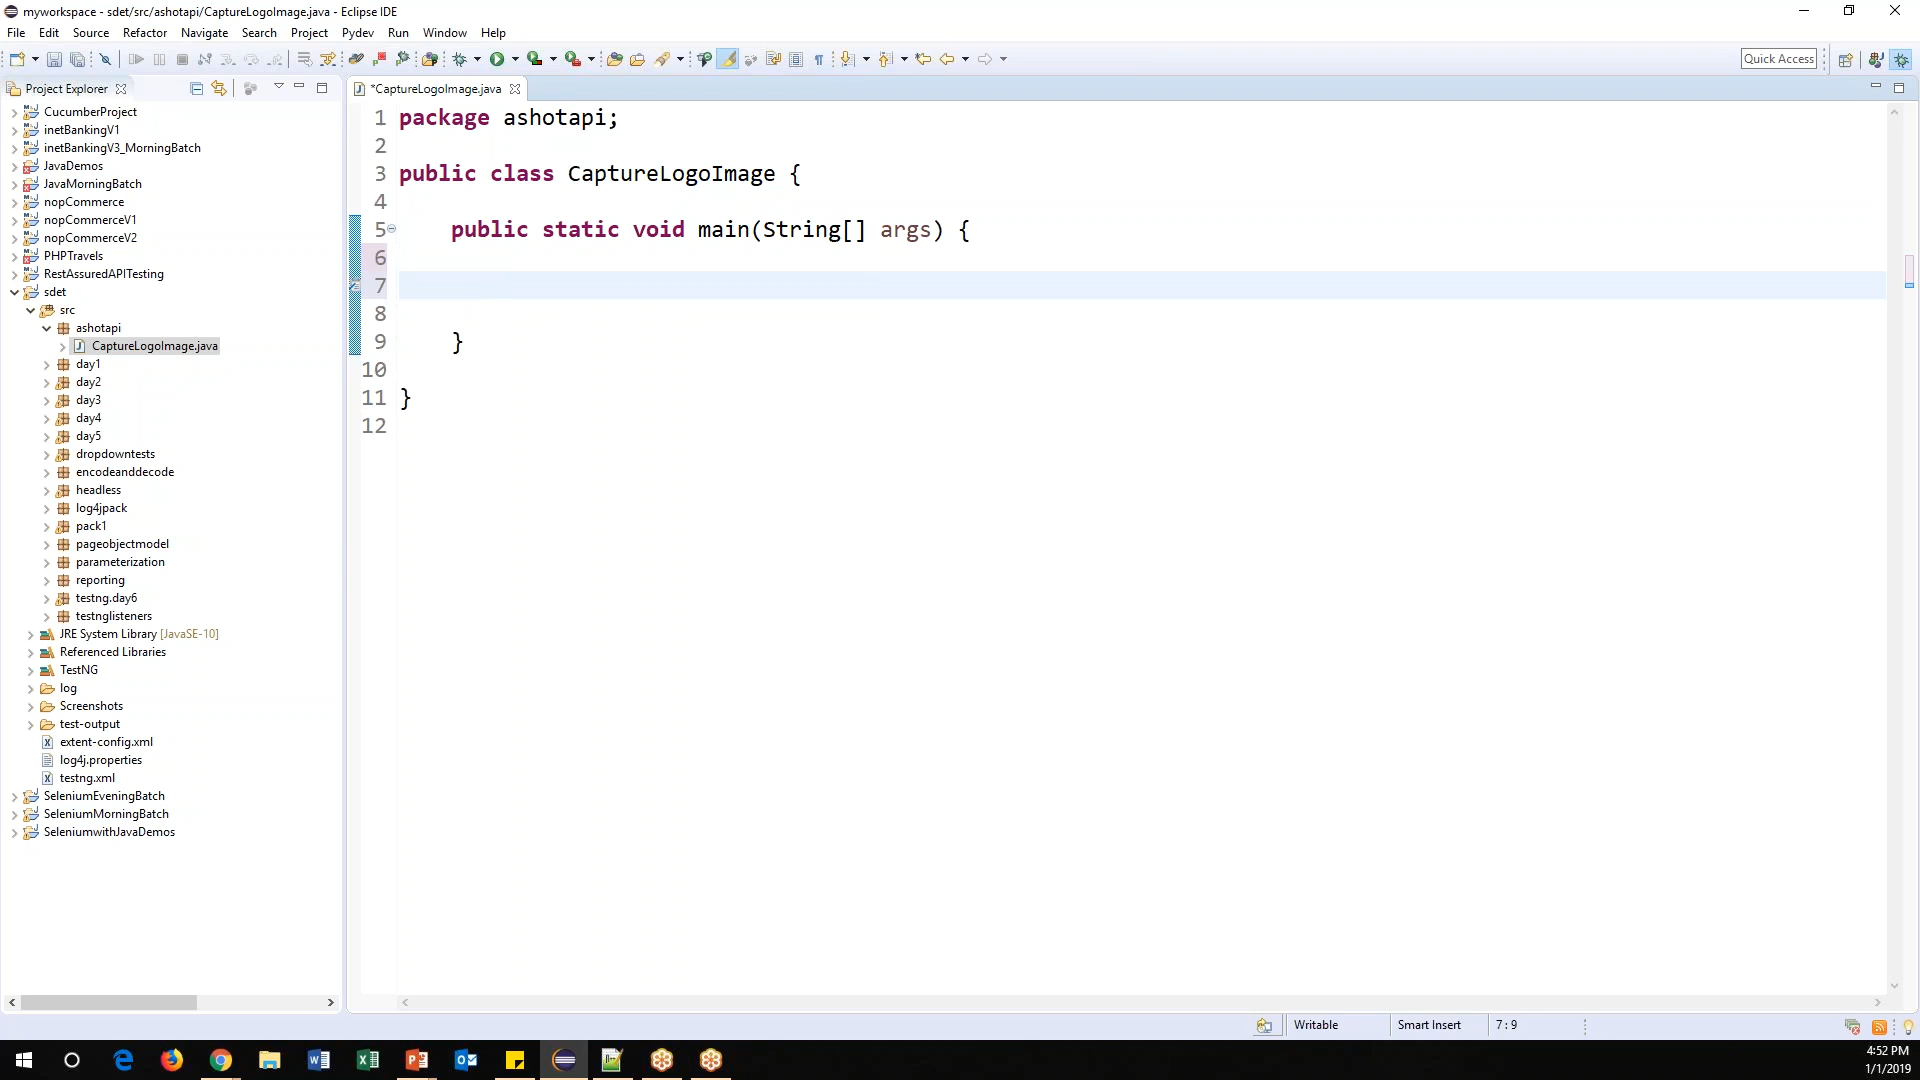 myworkspace - sdet/src/ashotapi/CaptureLogoImage.java - Eclipse IDE
File Edit Source Refactor Navigate Search Project Pydev Run Window Help
Quick Access
Project Explorer
*CaptureLogoImage.java
CucumberProject
inetBankingV1
inetBankingV3_MorningBatch
JavaDemos
JavaMorningBatch
nopCommerce
nopCommerceV1
nopCommerceV2
PHPTravels
RestAssuredAPITesting
sdet
src
ashotapi
CaptureLogoImage.java
day1
day2
day3
day4
day5
dropdowntests
encodeanddecode
headless
log4jpack
pack1
pageobjectmodel
parameterization
reporting
testng.day6
testnglisteners
JRE System Library [JavaSE-10]
Referenced Libraries
TestNG
log
Screenshots
test-output
extent-config.xml
log4j.properties
testng.xml
SeleniumEveningBatch
SeleniumMorningBatch
SeleniumwithJavaDemos
1 package ashotapi;
2
3 public class CaptureLogoImage {
4
5 public static void main(String[] args) {
6
7
8
9 }
10
11 }
12
Writable Smart Insert 7 : 9
4:52 PM
1/1/2019